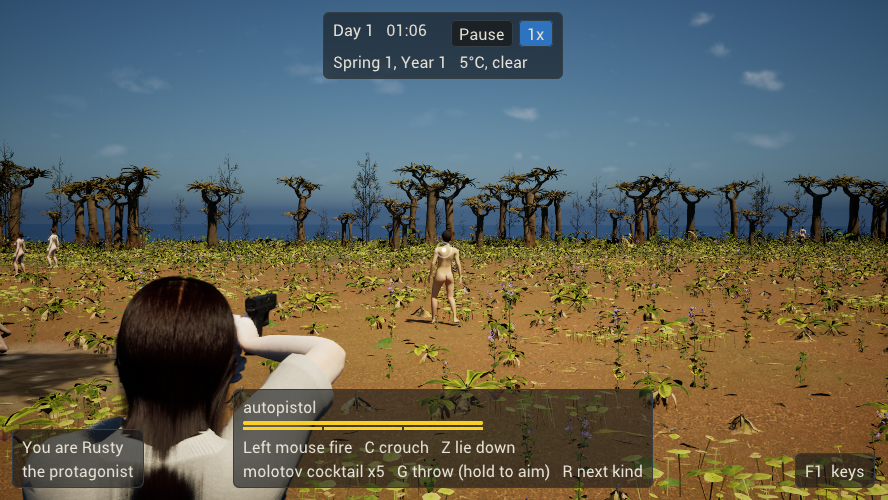 Day 1 01:06 Pause 1x
Spring 1, Year 1 5°C, clear
autopistol
Left mouse fire C crouch Z lie down
molotov cocktail x5 G throw (hold to aim) R next kind
You are Rusty
the protagonist
F1 keys